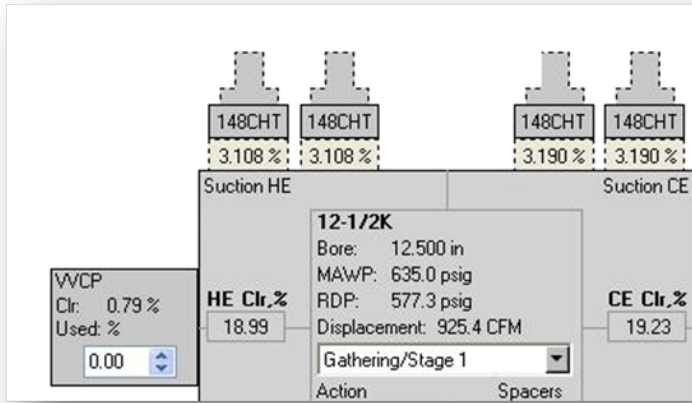 148CHT 148CHT 148CHT 148CHT
3.108 % 3.108 % 3.190 % 3.190 %
Suction HE Suction CE
12-1/2K
Bore: 12.500 in
MAWP: 635.0 psig
RDP: 577.3 psig
Displacement: 925.4 CFM
Gathering/Stage 1
Action Spacers
VVCP
Clr: 0.79 %
Used: %
0.00
HE Clr,%
18.99
CE Clr,%
19.23